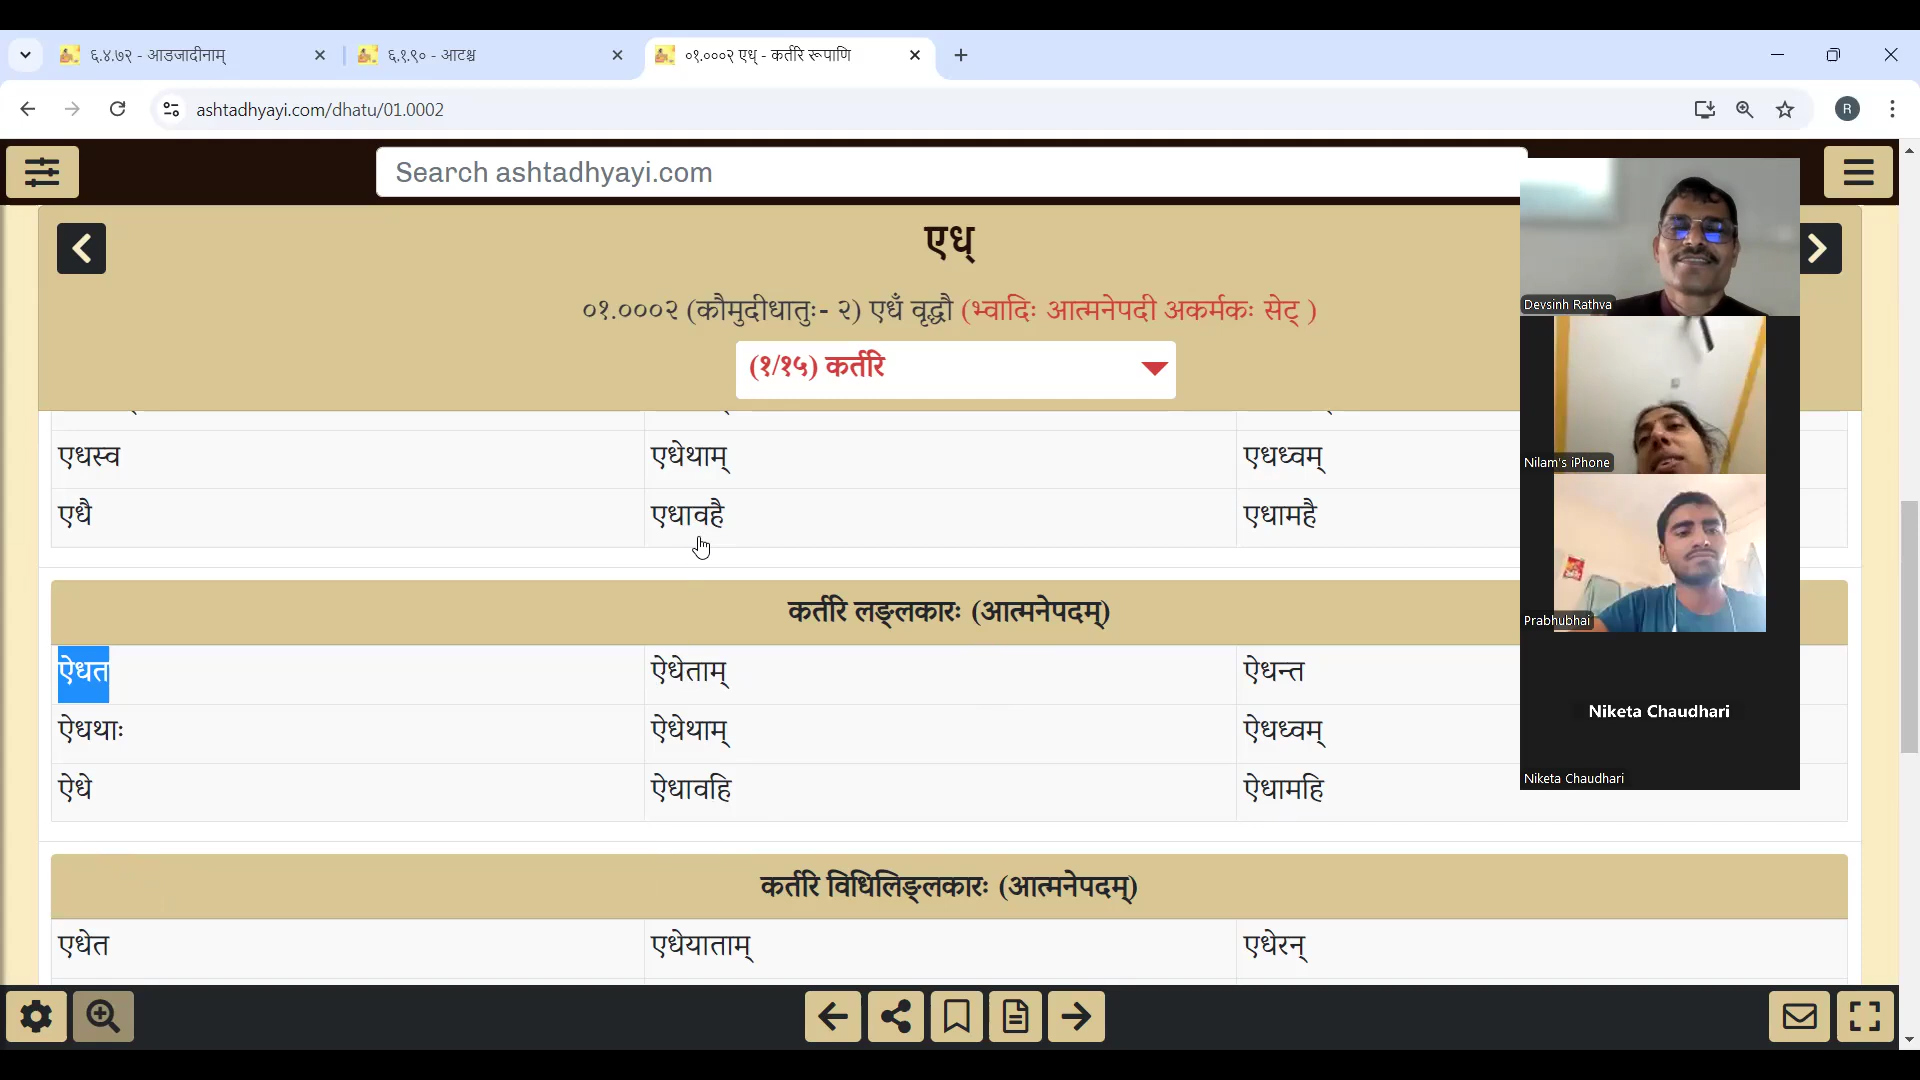 ६.४.७२ - आडजादीनाम्
६.१.९० - आटश्च
०१.०००२ एध् - कर्तरि रूपाणि
ashtadhyayi.com/dhatu/01.0002
R
Search ashtadhyayi.com
एध्
०१.०००२ (कौमुदीधातुः- २) एधँ वृद्धौ (भ्वादिः आत्मनेपदी अकर्मकः सेट् )
(१/१५) कर्तरि
एधस्व एधेथाम् एधध्वम्
एधै एधावहै एधामहै
कर्तरि लङ्लकारः (आत्मनेपदम्)
ऐधत ऐधेताम् ऐधन्त
ऐधथाः ऐधेथाम् ऐधध्वम्
ऐधे ऐधावहि ऐधामहि
कर्तरि विधिलिङ्लकारः (आत्मनेपदम्)
एधेत एधेयाताम् एधेरन्
Devsinh Rathva
Nilam's iPhone
Prabhubhai
Niketa Chaudhari
Niketa Chaudhari